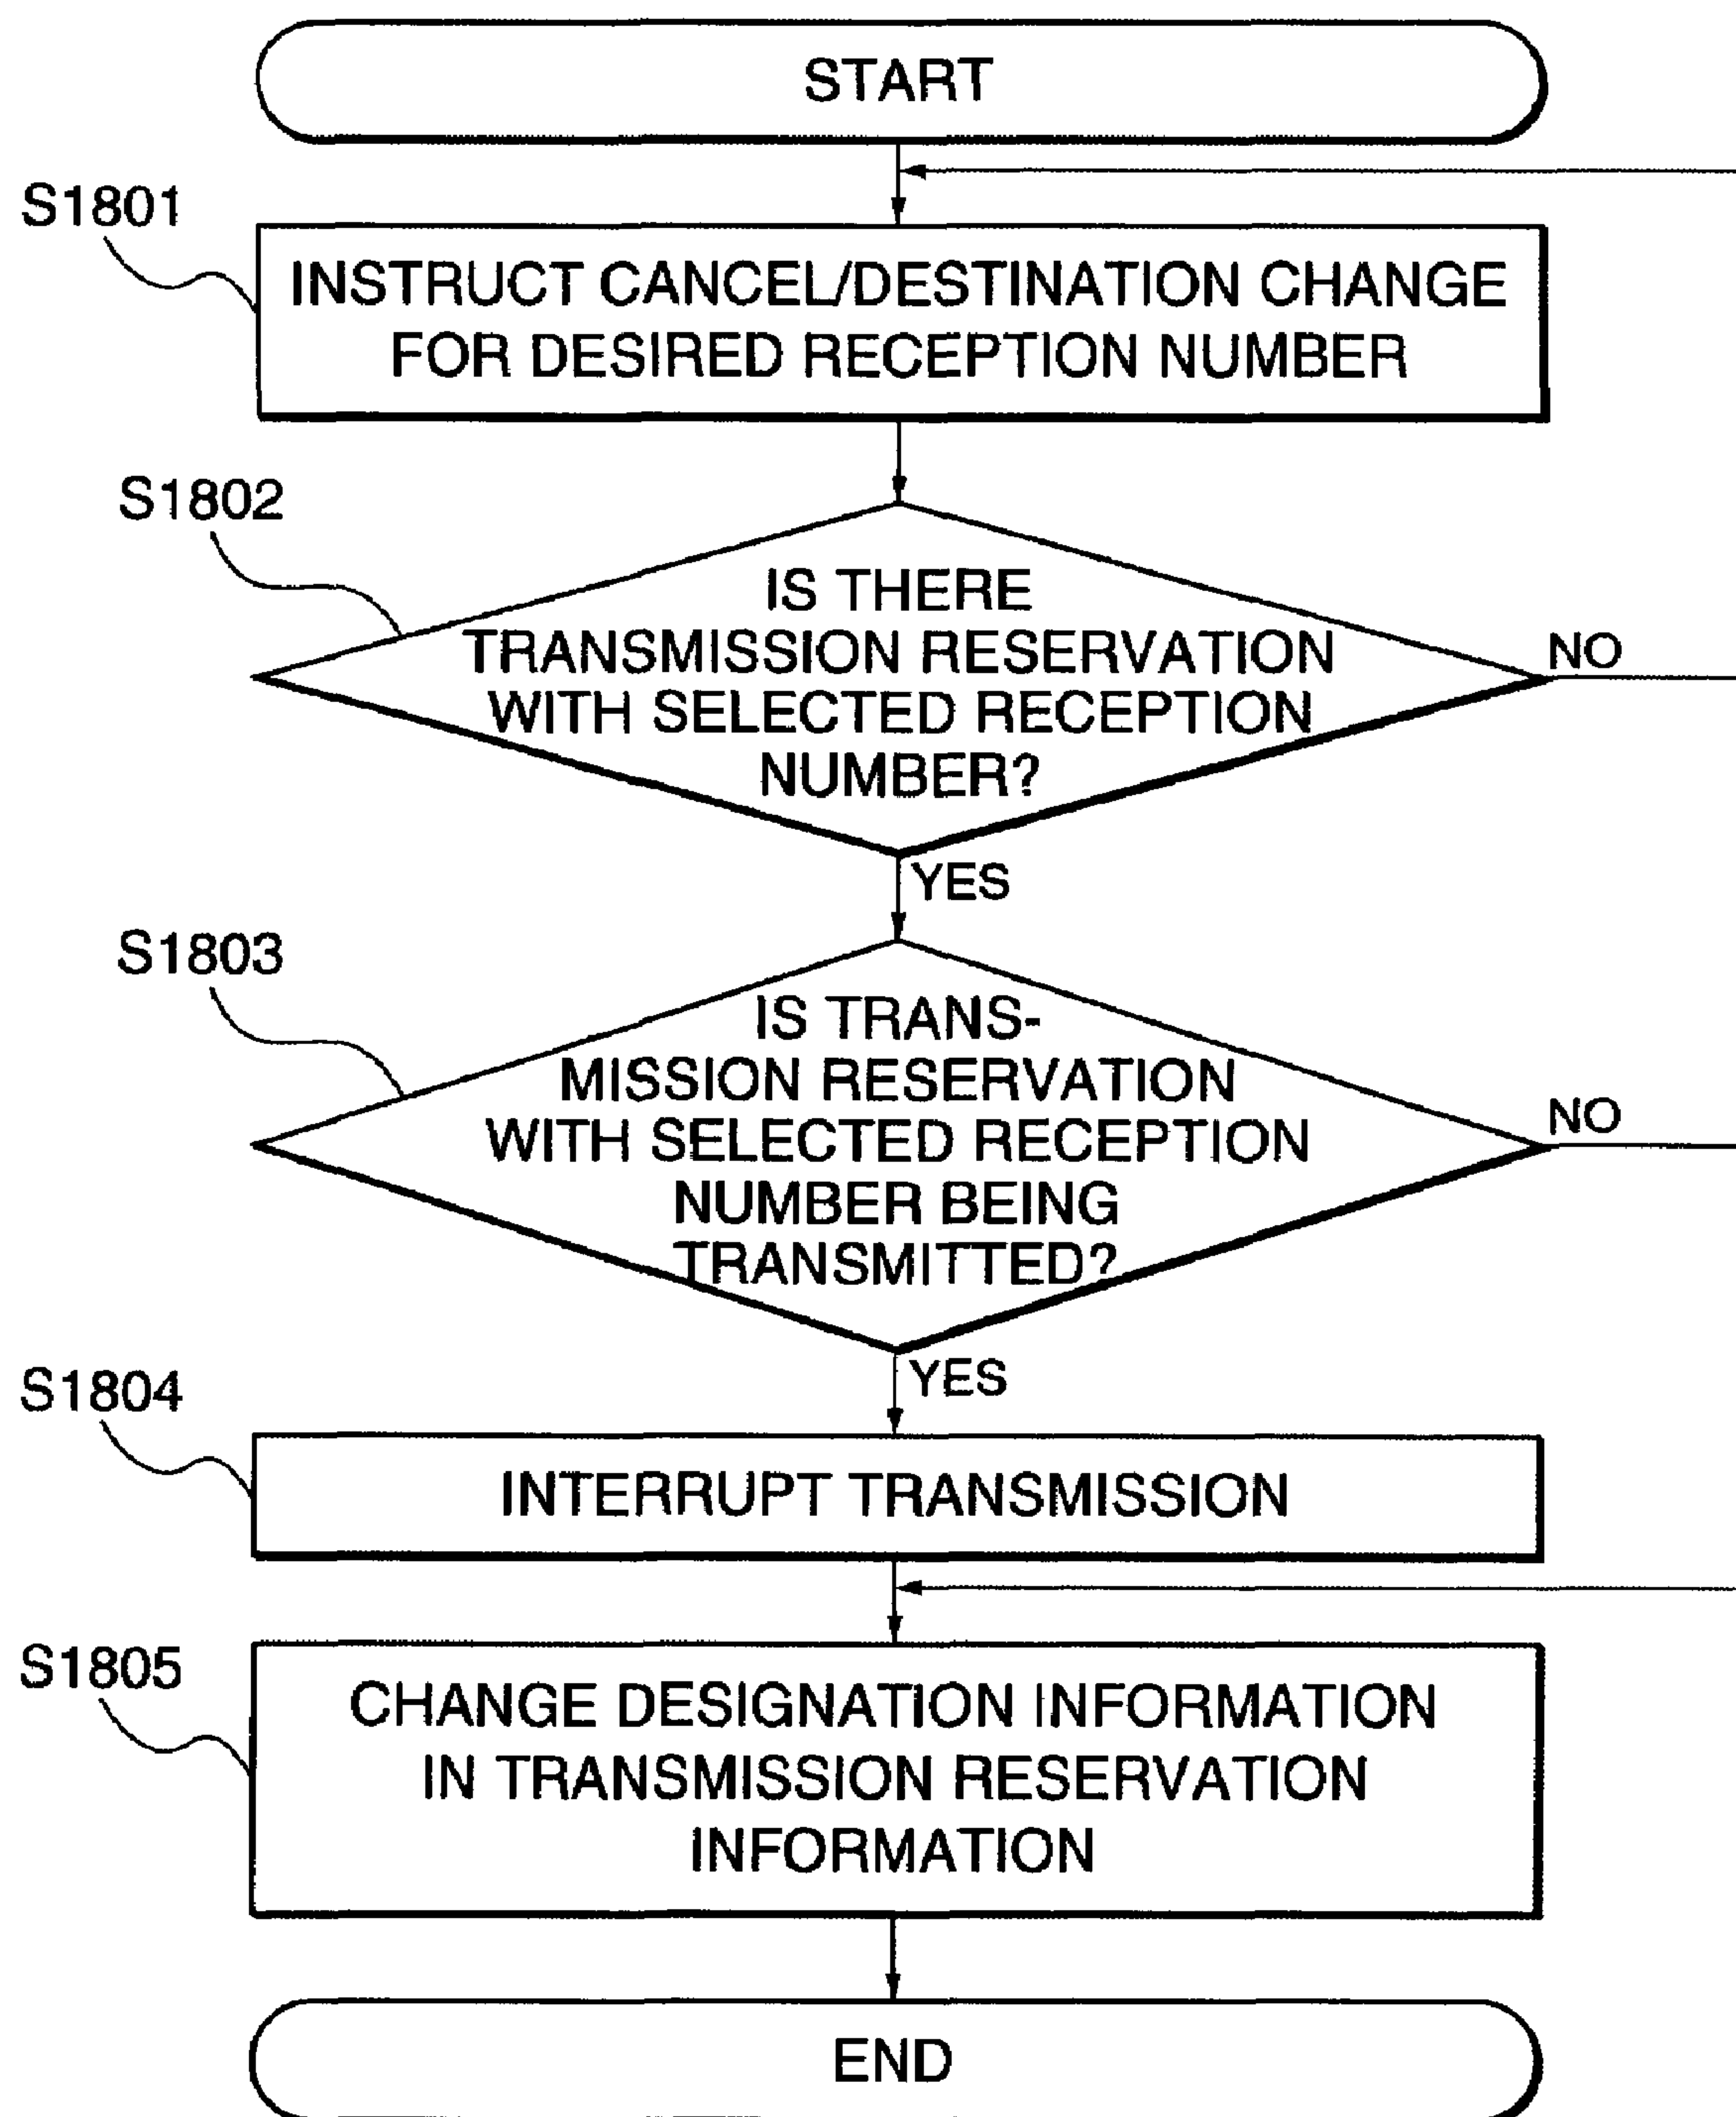 START
S1801
INSTRUCT CANCEL/DESTINATION CHANGE
FOR DESIRED RECEPTION NUMBER
S1802
IS THERE
TRANSMISSION RESERVATION
WITH SELECTED RECEPTION
NUMBER?
NO
YES
S1803
IS TRANS-
MISSION RESERVATION
WITH SELECTED RECEPTION
NUMBER BEING
TRANSMITTED?
NO
YES
S1804
INTERRUPT TRANSMISSION
S1805
CHANGE DESIGNATION INFORMATION
IN TRANSMISSION RESERVATION
INFORMATION
END